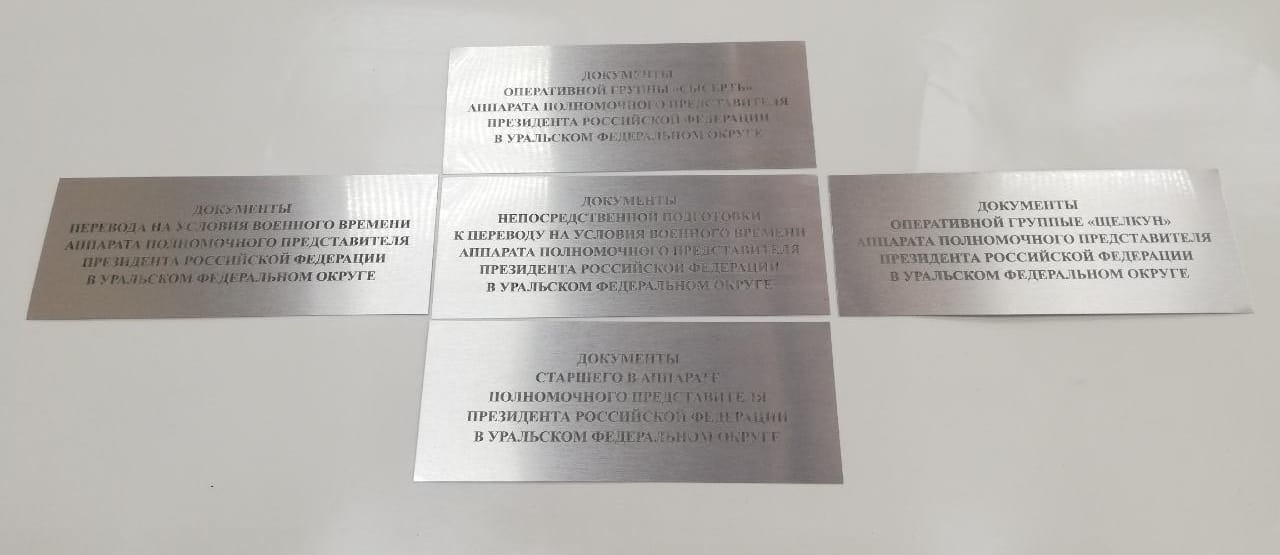 ДОКУМЕНТЫ
ОПЕРАТИВНОЙ ГРУППЫ «СЫСЕРТЬ»
АППАРАТА ПОЛНОМОЧНОГО ПРЕДСТАВИТЕЛЯ
ПРЕЗИДЕНТА РОССИЙСКОЙ ФЕДЕРАЦИИ
В УРАЛЬСКОМ ФЕДЕРАЛЬНОМ ОКРУГЕ
ДОКУМЕНТЫ
ПЕРЕВОДА НА УСЛОВИЯ ВОЕННОГО ВРЕМЕНИ
АППАРАТА ПОЛНОМОЧНОГО ПРЕДСТАВИТЕЛЯ
ПРЕЗИДЕНТА РОССИЙСКОЙ ФЕДЕРАЦИИ
В УРАЛЬСКОМ ФЕДЕРАЛЬНОМ ОКРУГЕ
ДОКУМЕНТЫ
НЕПОСРЕДСТВЕННОЙ ПОДГОТОВКИ
К ПЕРЕВОДУ НА УСЛОВИЯ ВОЕННОГО ВРЕМЕНИ
АППАРАТА ПОЛНОМОЧНОГО ПРЕДСТАВИТЕЛЯ
ПРЕЗИДЕНТА РОССИЙСКОЙ ФЕДЕРАЦИИ
В УРАЛЬСКОМ ФЕДЕРАЛЬНОМ ОКРУГЕ
ДОКУМЕНТЫ
ОПЕРАТИВНОЙ ГРУППЫЕ «ЩЕЛКУН»
АППАРАТА ПОЛНОМОЧНОГО ПРЕДСТАВИТЕЛЯ
ПРЕЗИДЕНТА РОССИЙСКОЙ ФЕДЕРАЦИИ
В УРАЛЬСКОМ ФЕДЕРАЛЬНОМ ОКРУГЕ
ДОКУМЕНТЫ
СТАРШЕГО В АППАРАТЕ
ПОЛНОМОЧНОГО ПРЕДСТАВИТЕЛЯ
ПРЕЗИДЕНТА РОССИЙСКОЙ ФЕДЕРАЦИИ
В УРАЛЬСКОМ ФЕДЕРАЛЬНОМ ОКРУГЕ